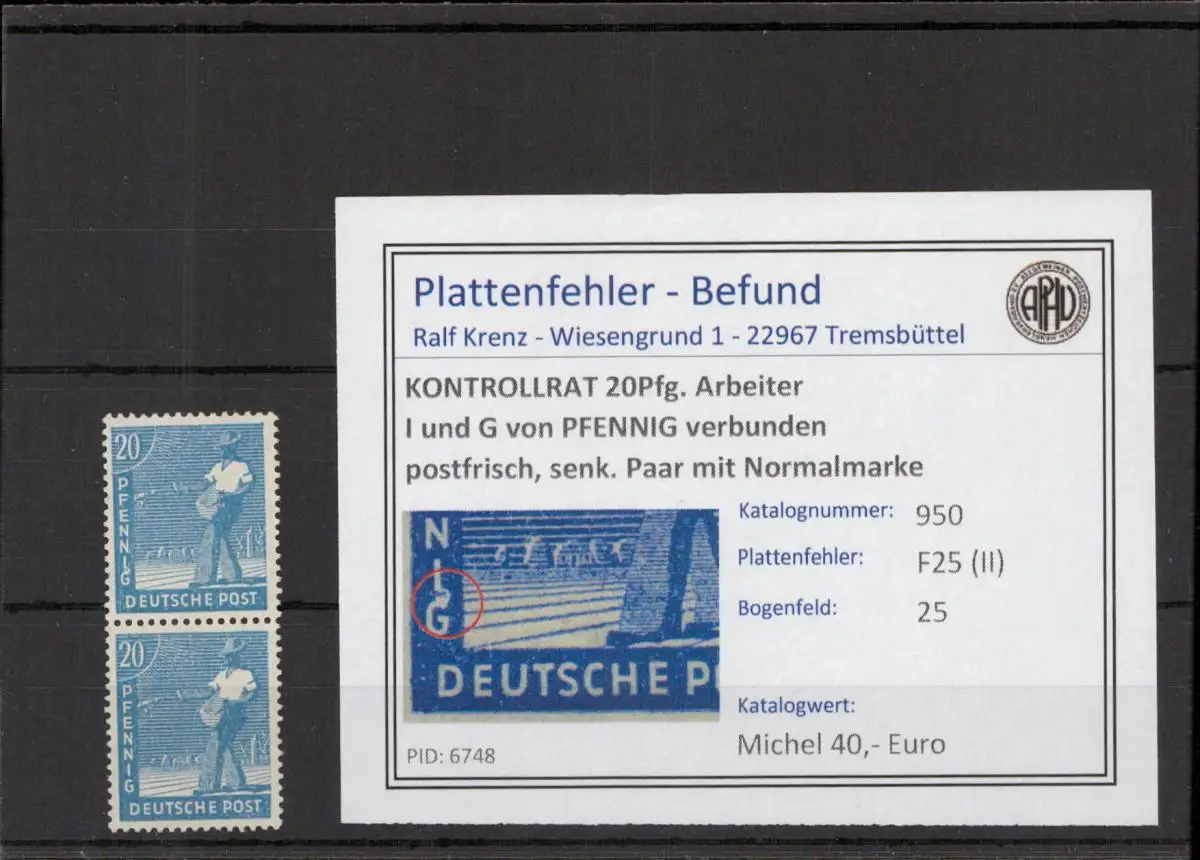 20
PFENNIG
DEUTSCHE POST
20
PFENNIG
DEUTSCHE POST
Plattenfehler - Befund
Ralf Krenz - Wiesengrund 1 - 22967 Tremsbüttel
APHV
KONTROLLRAT 20Pfg. Arbeiter
I und G von PFENNIG verbunden
postfrisch, senk. Paar mit Normalmarke
NIG
DEUTSCHE P
Katalognummer: 950
Plattenfehler: F25 (II)
Bogenfeld: 25
Katalogwert:
Michel 40,- Euro
PID: 6748